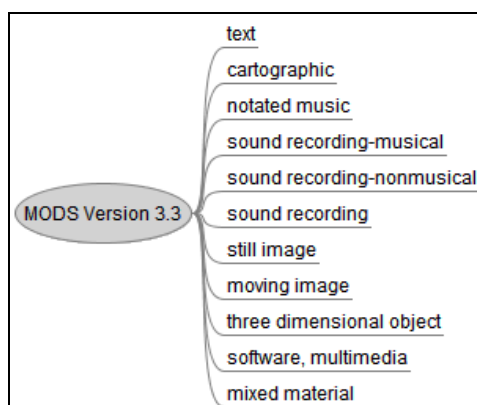 text
cartographic
notated music
sound recording-musical
sound recording-nonmusical
MODS Version 3.3
sound recording
still image
moving image
three dimensional object
software, multimedia
mixed material